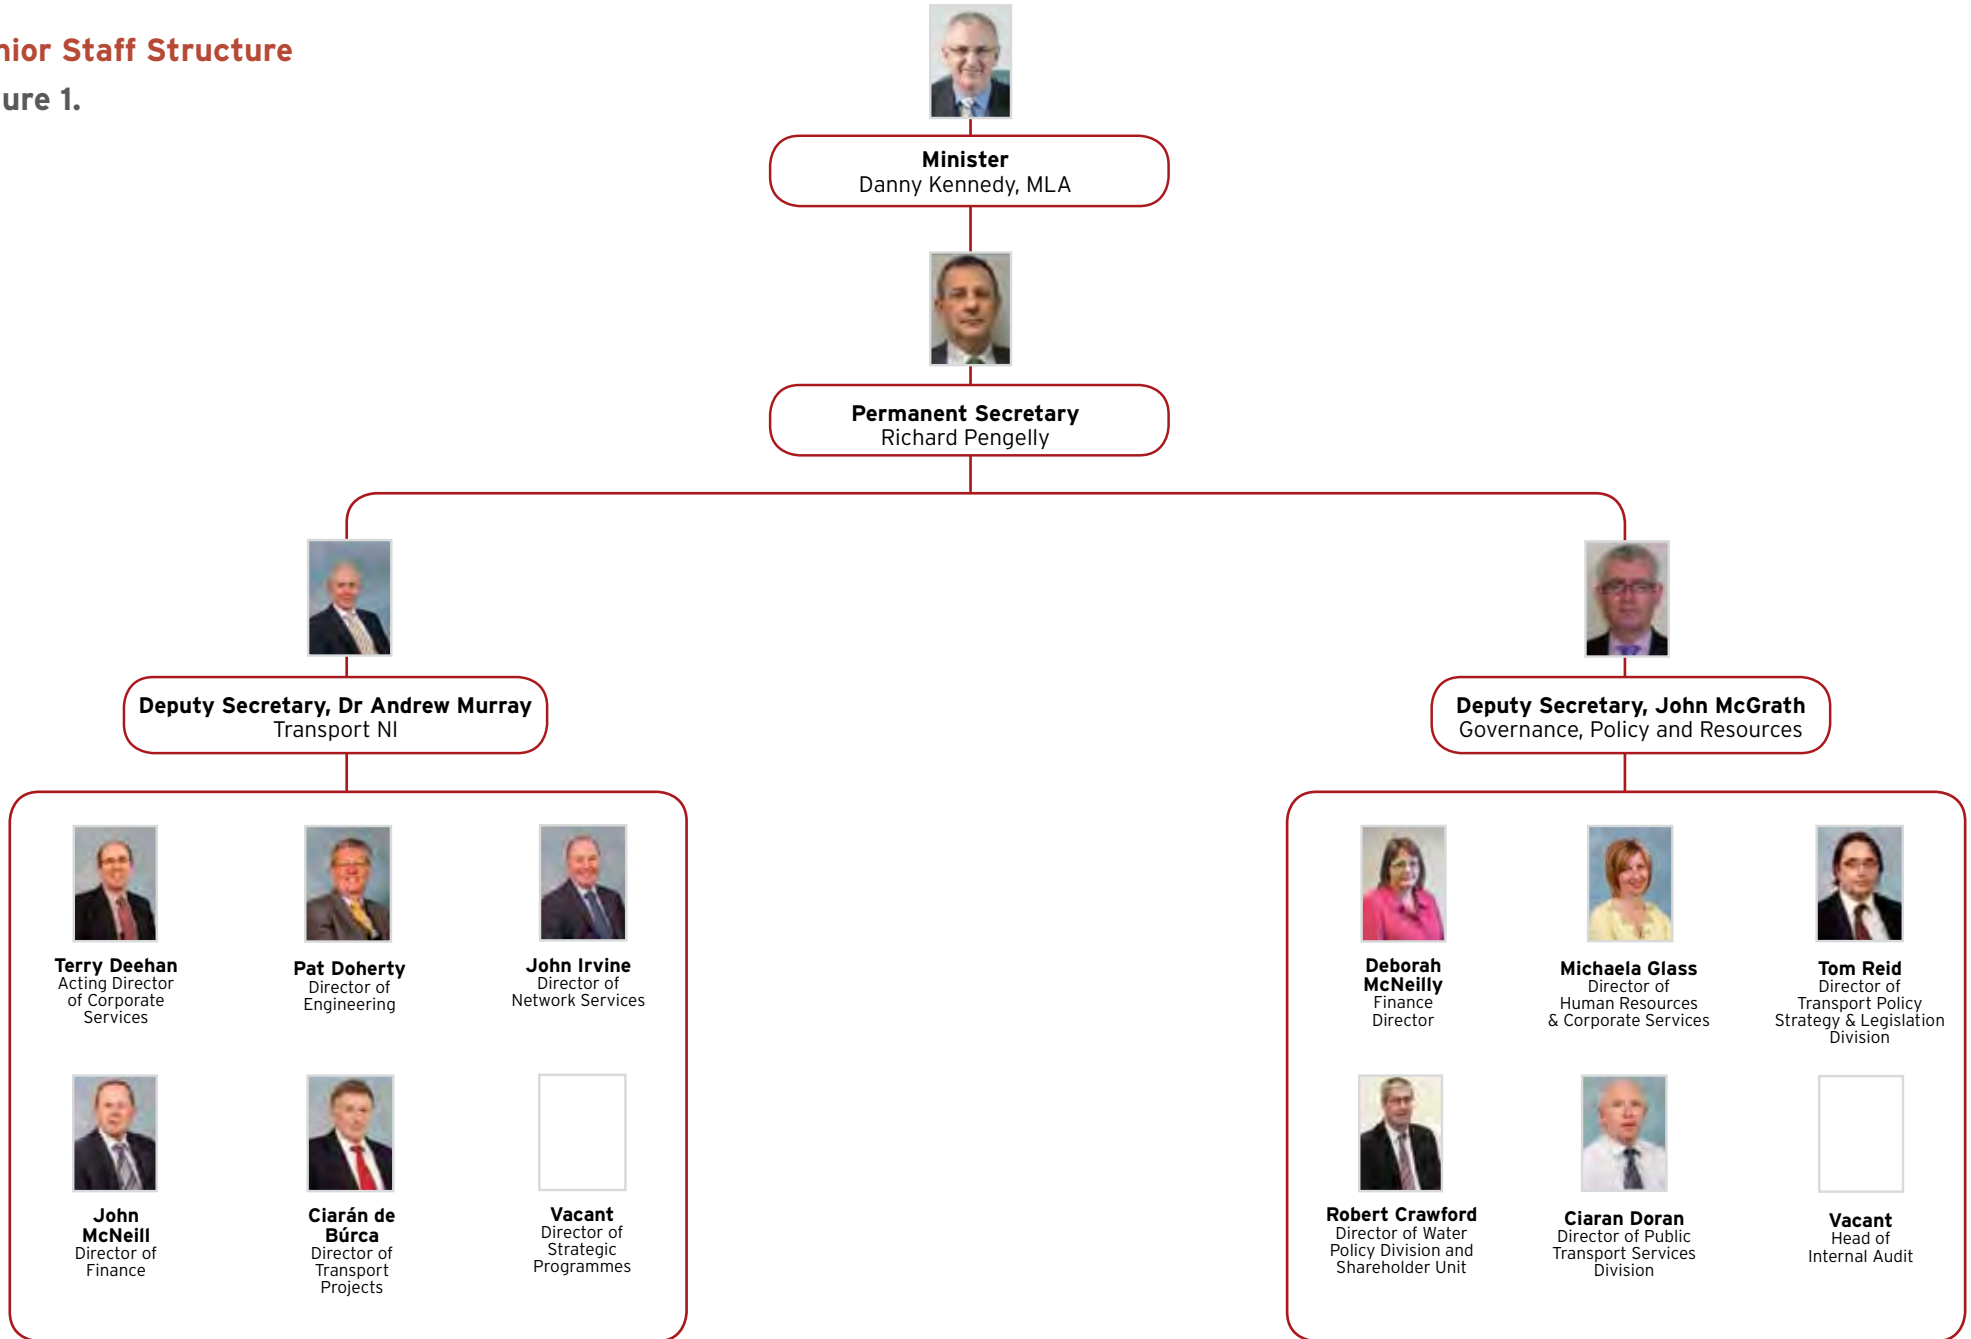 nior Staff Structure
ure 1.
Minister
Danny Kennedy, MLA
Permanent Secretary
Richard Pengelly
Deputy Secretary, Dr Andrew Murray
Transport NI
Deputy Secretary, John McGrath
Governance, Policy and Resources
Terry Deehan
Acting Director
of Corporate
Services
Pat Doherty
Director of
Engineering
John Irvine
Director of
Network Services
John
McNeill
Director of
Finance
Ciarán de
Búrca
Director of
Transport
Projects
Vacant
Director of
Strategic
Programmes
Deborah
McNeilly
Finance
Director
Michaela Glass
Director of
Human Resources
& Corporate Services
Tom Reid
Director of
Transport Policy
Strategy & Legislation
Division
Robert Crawford
Director of Water
Policy Division and
Shareholder Unit
Ciaran Doran
Director of Public
Transport Services
Division
Vacant
Head of
Internal Audit